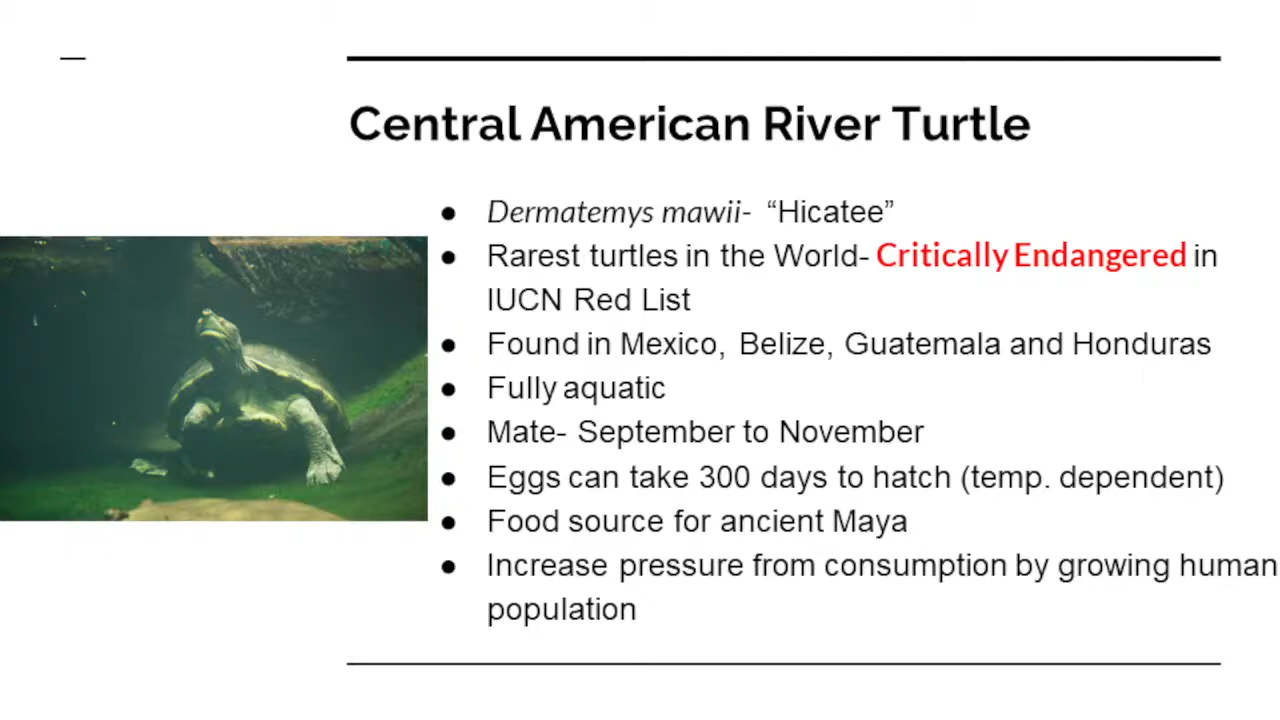 Central American River Turtle
● Dermatemys mawii- “Hicatee”
● Rarest turtles in the World- Critically Endangered in
IUCN Red List
● Found in Mexico, Belize, Guatemala and Honduras
● Fully aquatic
● Mate- September to November
● Eggs can take 300 days to hatch (temp. dependent)
● Food source for ancient Maya
● Increase pressure from consumption by growing human
population